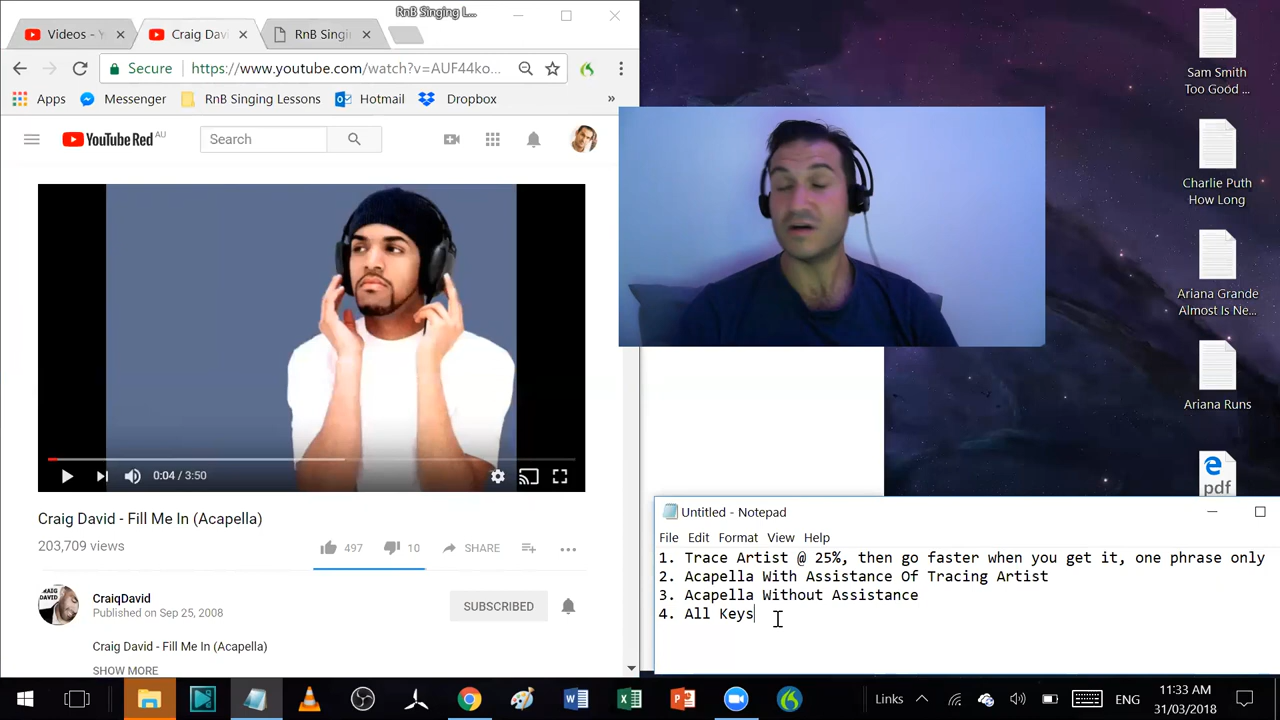 RnB Singing L...
Videos - Y
Craig Davi
RnB Singi
Secure
https://www.youtube.com/watch?v=AUF44ko...
Apps
Messenger
RnB Singing Lessons
Hotmail
Dropbox
»
YouTube Red AU
Search
0:04 / 3:50
Craig David - Fill Me In (Acapella)
203,709 views
497
10
SHARE
CRAIG DAVID
CraiqDavid
Published on Sep 25, 2008
SUBSCRIBED
Craig David - Fill Me In (Acapella)
SHOW MORE
Sam Smith
Too Good ...
Charlie Puth
How Long
Ariana Grande
Almost Is Ne...
Ariana Runs
pdf
Untitled - Notepad
File Edit Format View Help
1. Trace Artist @ 25%, then go faster when you get it, one phrase only
2. Acapella With Assistance Of Tracing Artist
3. Acapella Without Assistance
4. All Keys
Links
ENG
11:33 AM
31/03/2018